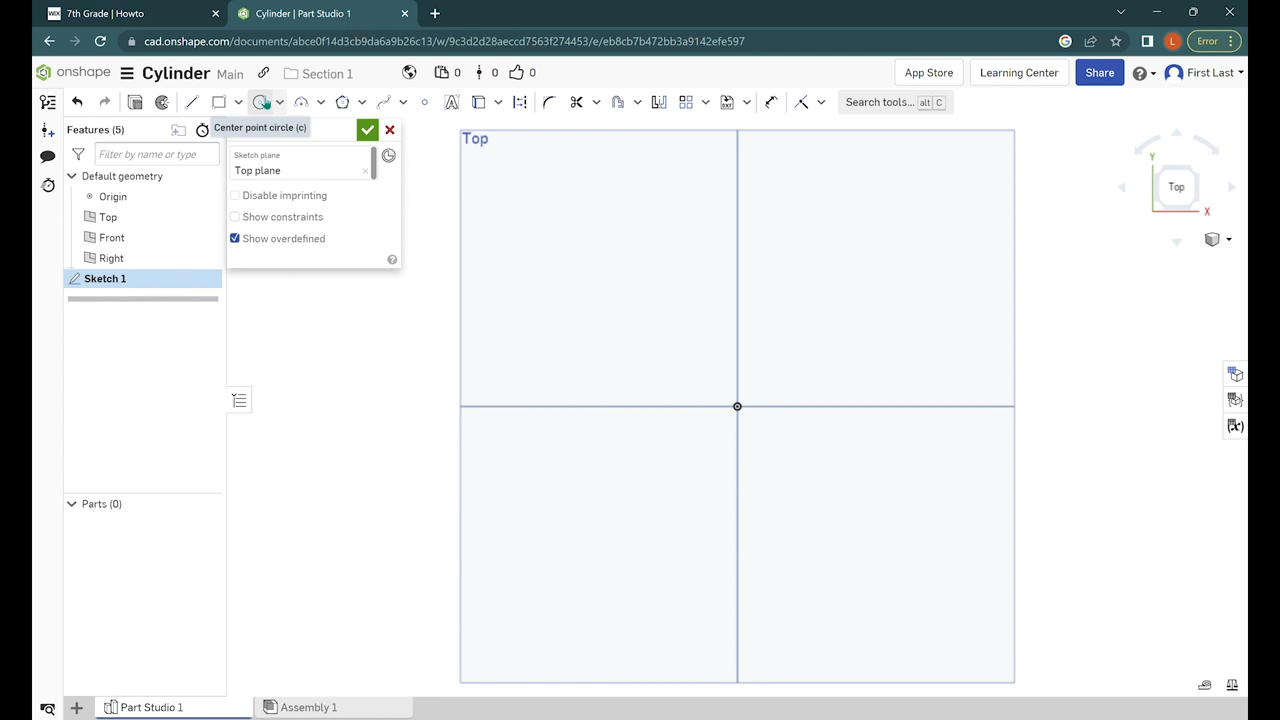 WIX 7th Grade | Howto
Cylinder | Part Studio 1
cad.onshape.com/documents/abce0f14d3cb9da6a9b26c13/w/9c3d2d28aeccd7563f274453/e/eb8cb7b472bb3a9142efe597
G
L
Error
onshape
Cylinder Main
Section 1
0
0
0
App Store
Learning Center
Share
First Last
Search tools... alt C
Center point circle (c)
Features (5)
Filter by name or type
Default geometry
Origin
Top
Front
Right
Sketch 1
Sketch plane
Top plane
Disable imprinting
Show constraints
Show overdefined
Top
Y
Top
X
(x)
Parts (0)
Part Studio 1
Assembly 1